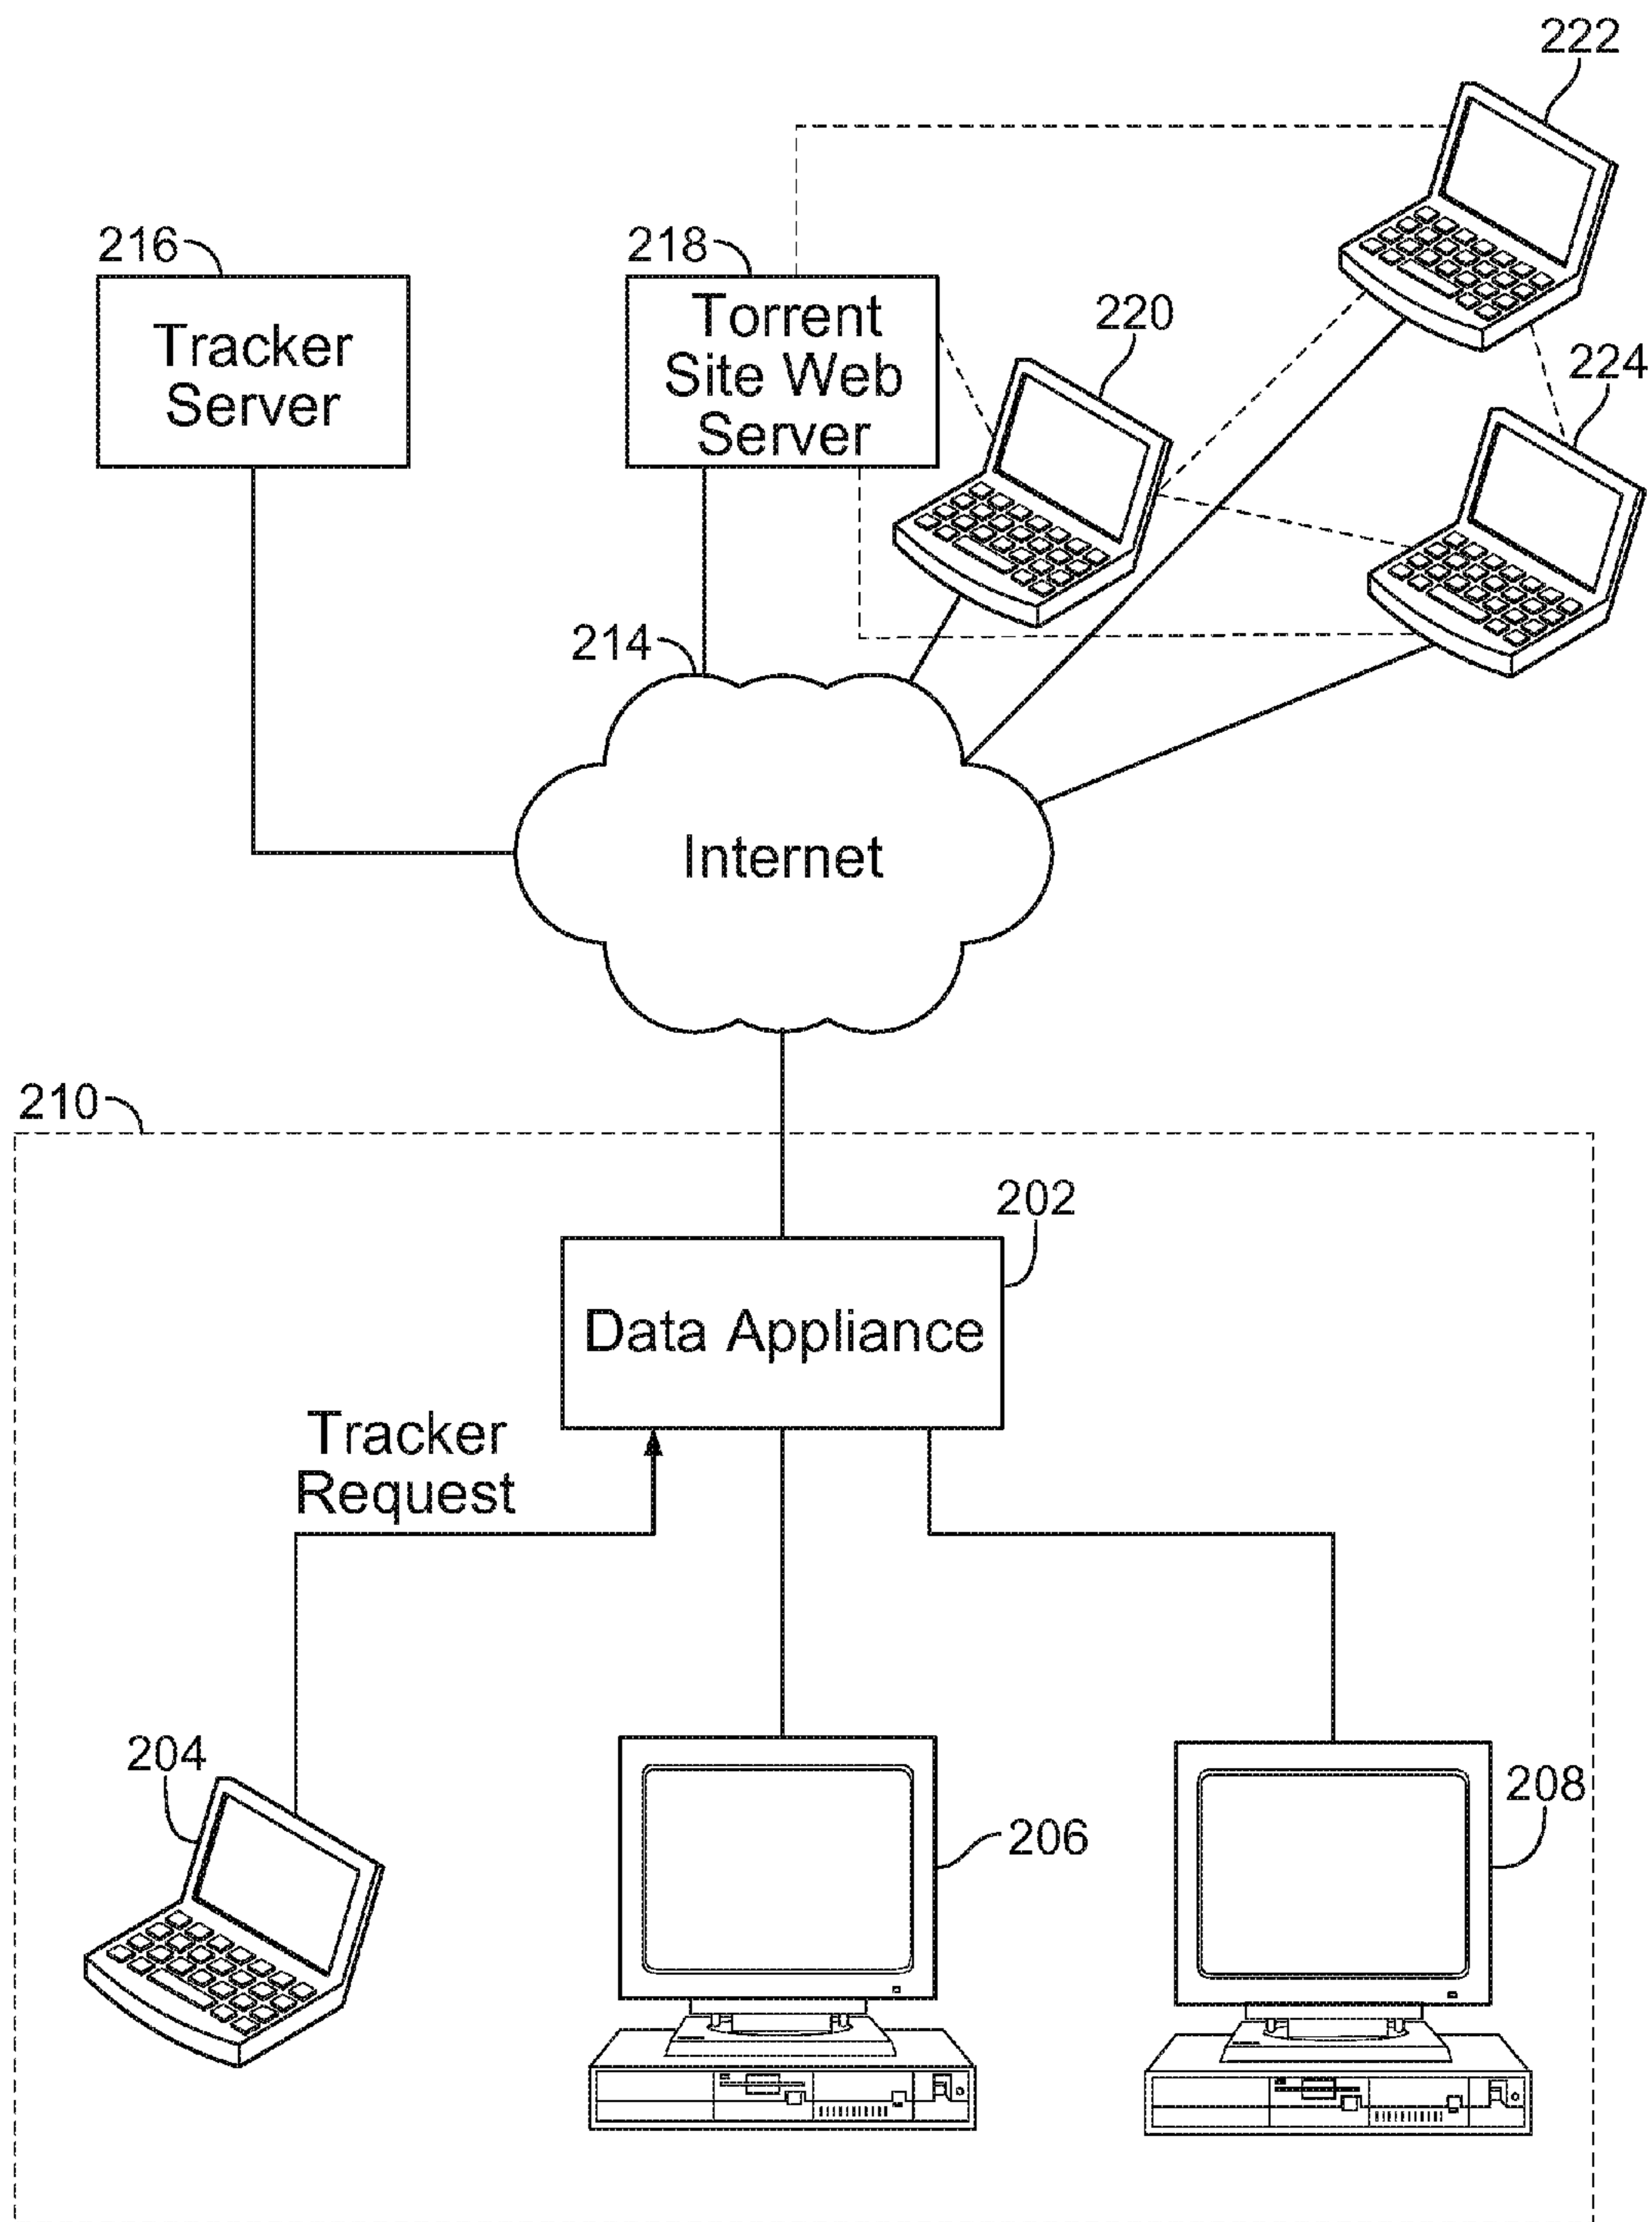 222
216
218
Tracker
Server
Torrent
Site Web
Server
220
224
214
Internet
210
202
Data Appliance
Tracker
Request
204
206
208